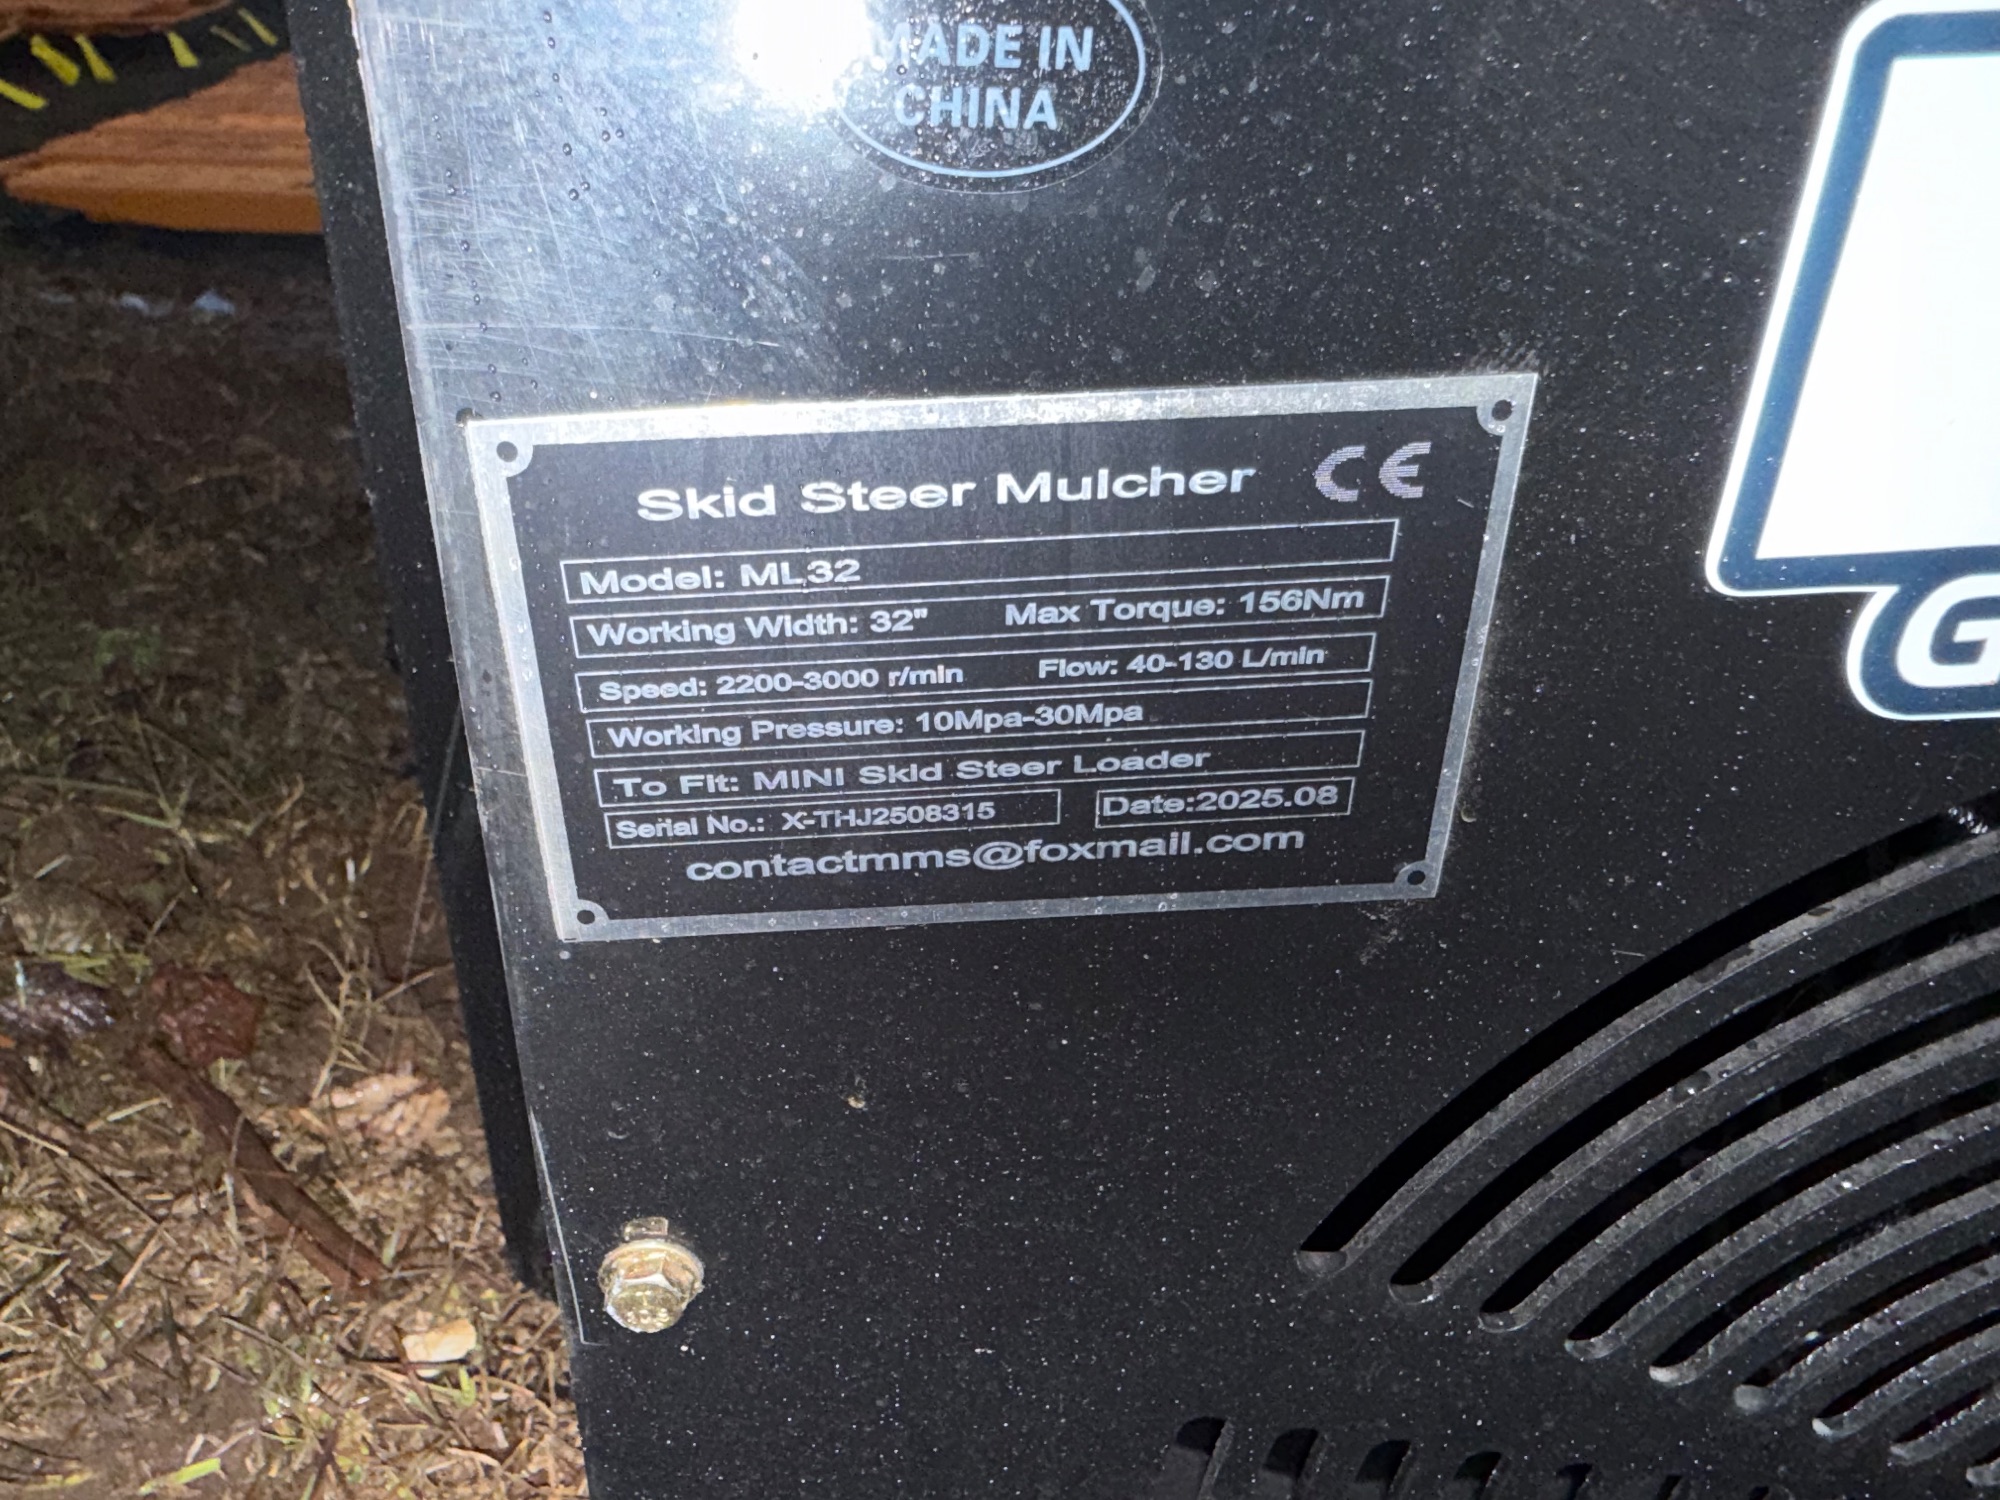 MADE IN
CHINA
Skid Steer Mulcher CE
Model: ML32
Working Width: 32" Max Torque: 156Nm
Speed: 2200-3000 r/min Flow: 40-130 L/min
Working Pressure: 10Mpa-30Mpa
To Fit: MINI Skid Steer Loader
Serial No.: X-THJ2508315 Date:2025.08
contactmms@foxmail.com
G